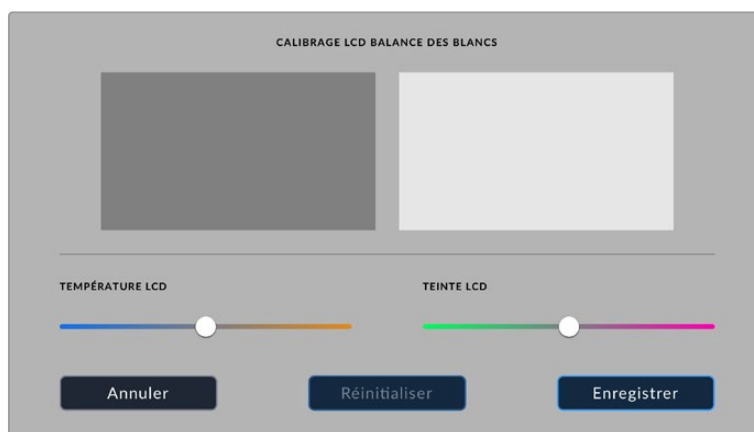 CALIBRAGE LCD BALANCE DES BLANCS
TEMPÉRATURE LCD
TEINTE LCD
Annuler
Réinitialiser
Enregistrer